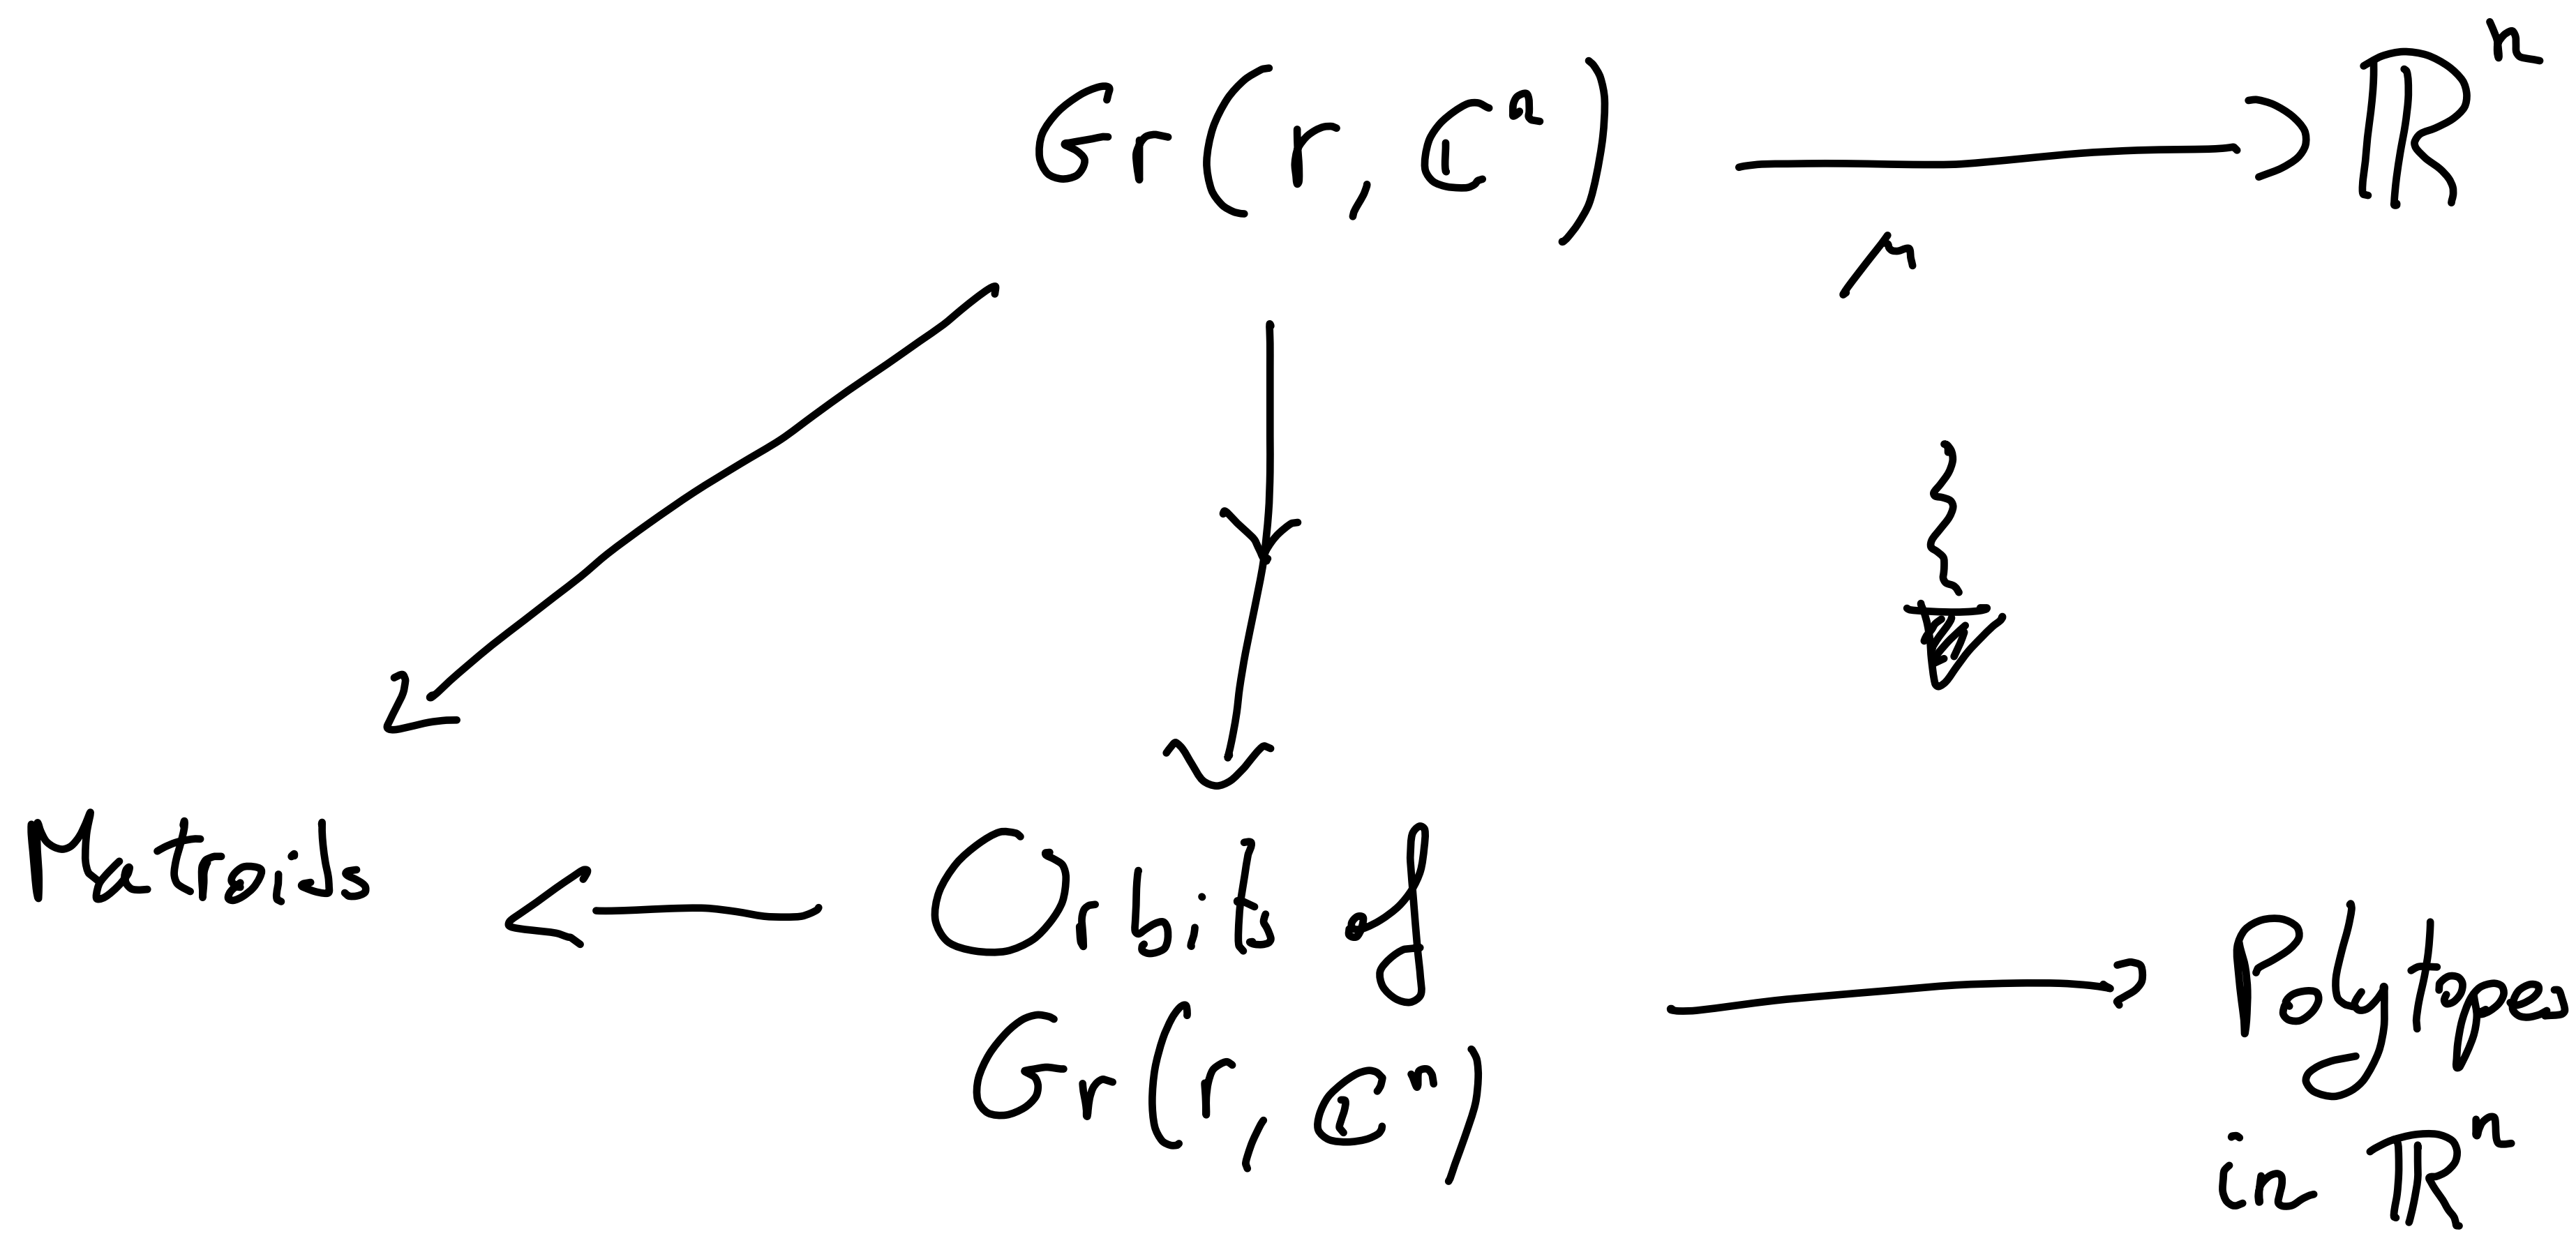 Gr(r, ℂⁿ) ℝⁿ
μ
Matroids
Orbits of
Gr(r, ℂⁿ)
Polytopes
in ℝⁿ